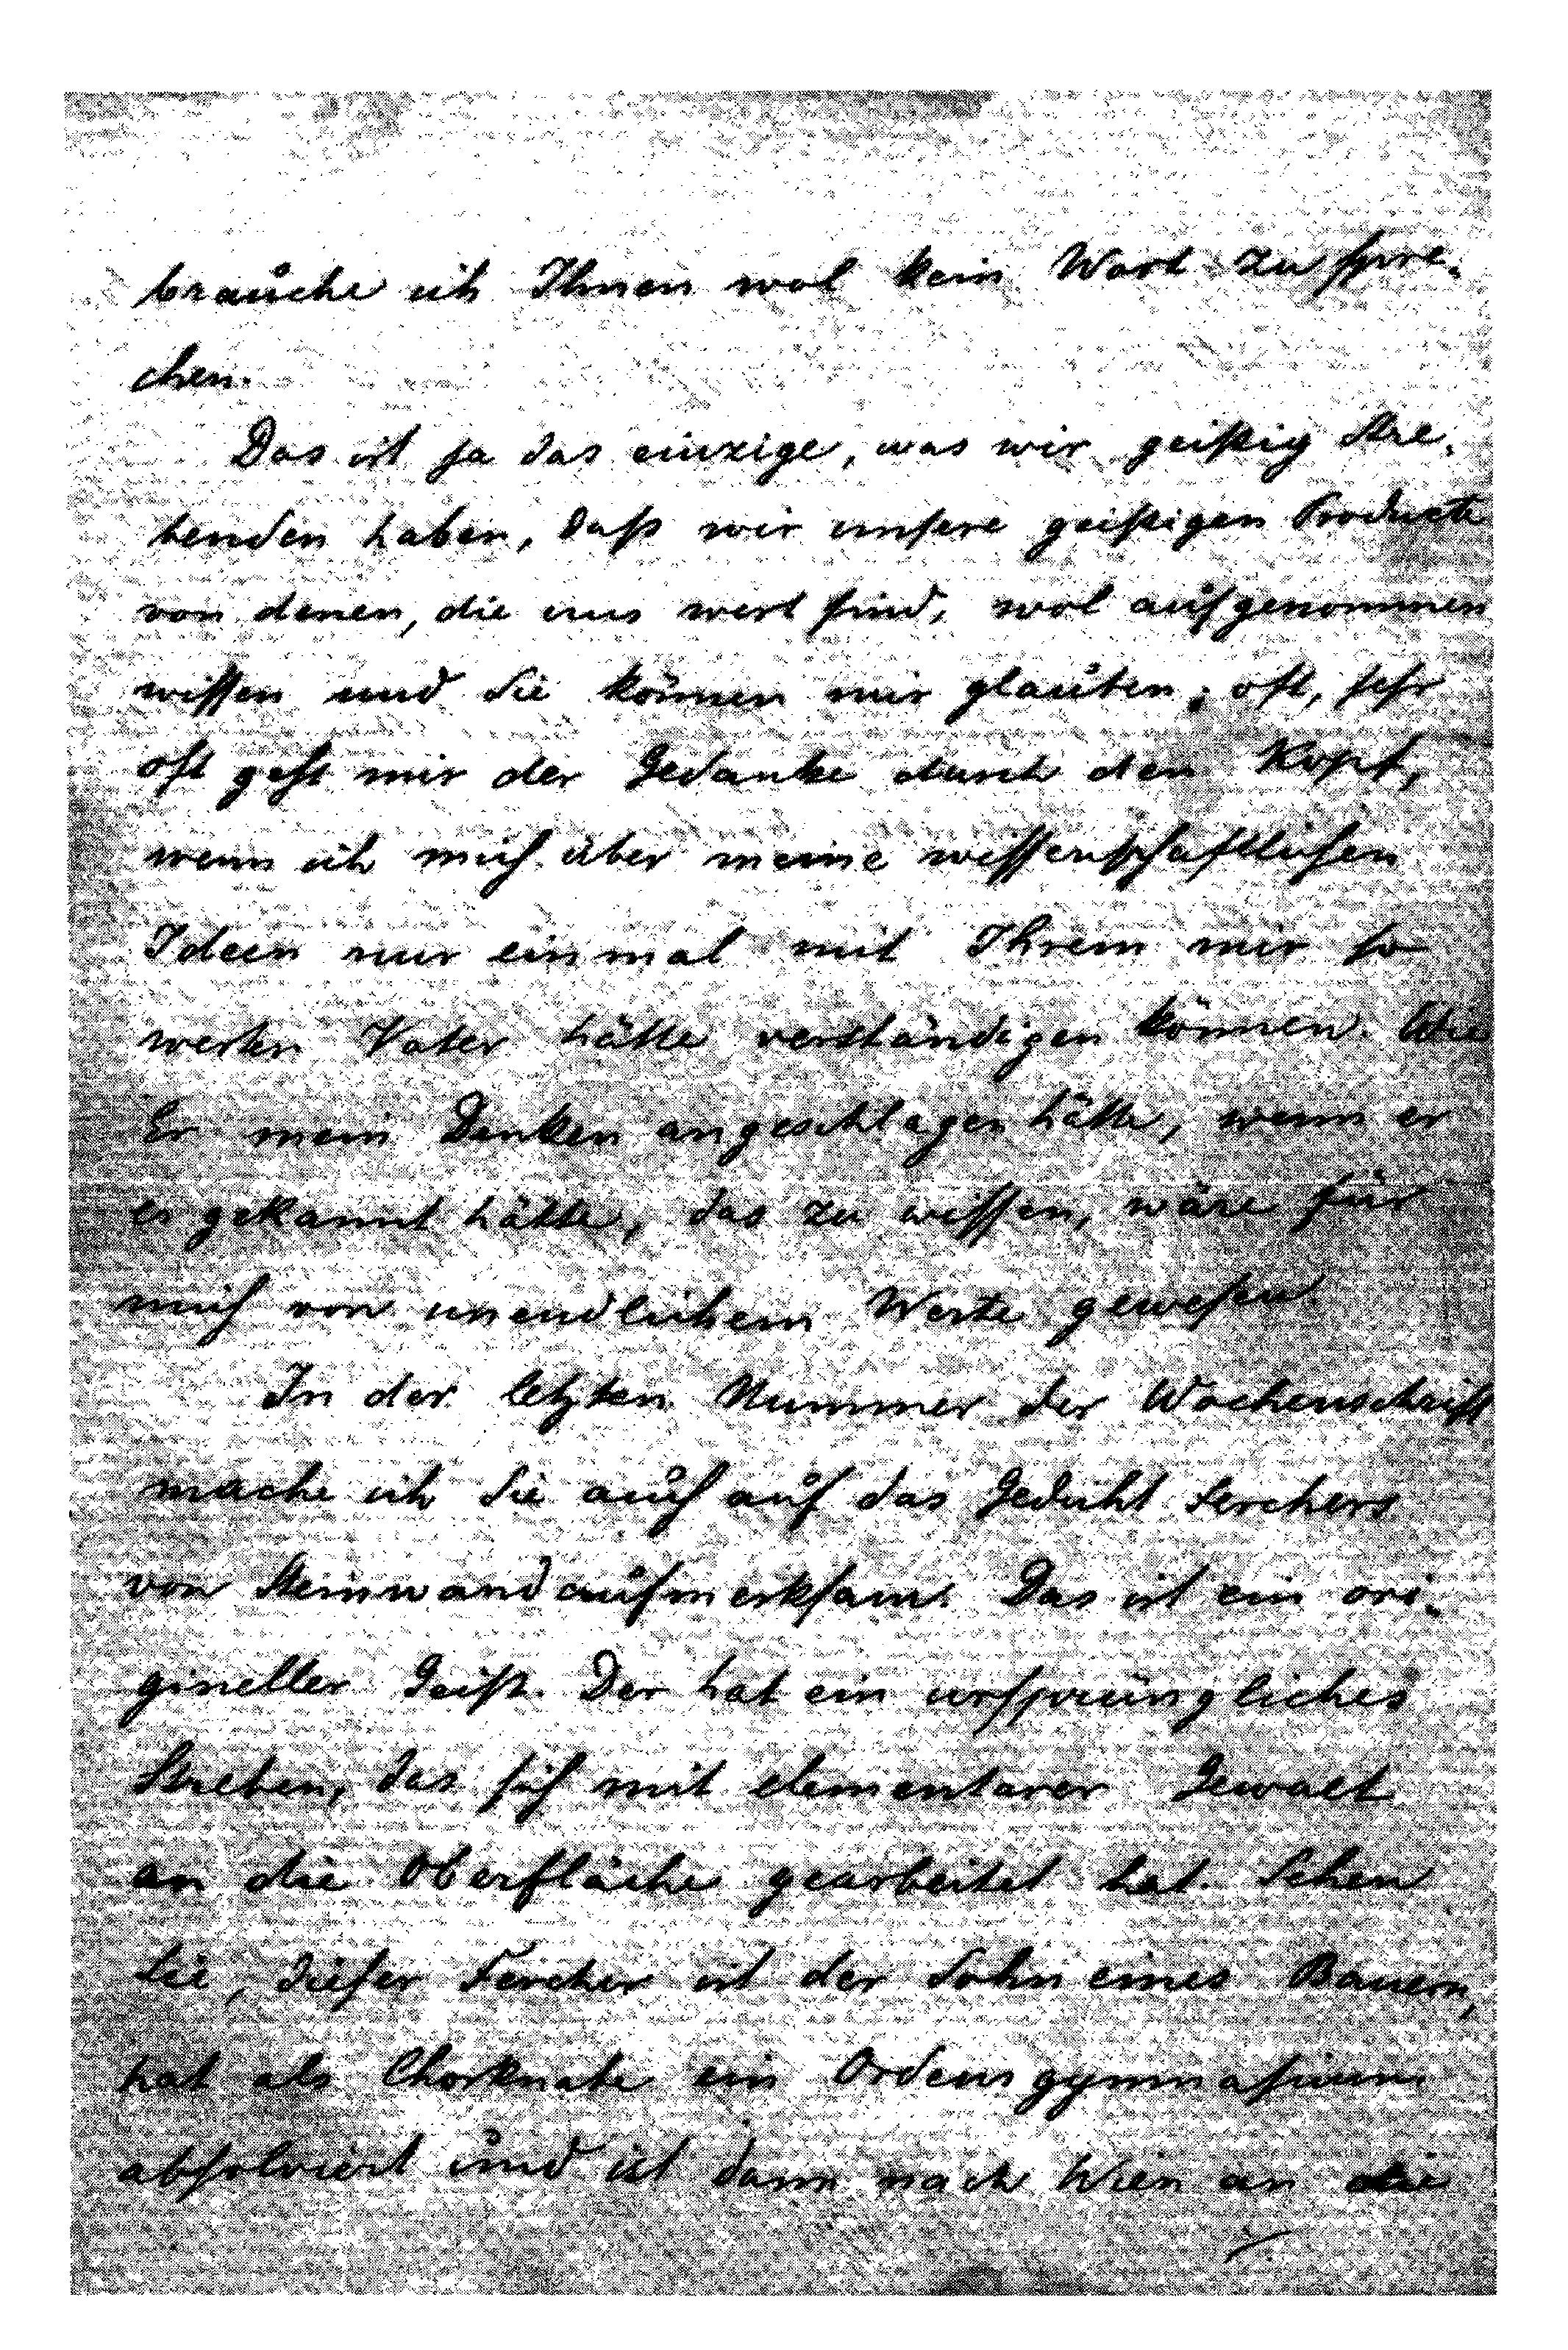 brauche ich Ihnen wol kein Wort zu spre-
chen.
Das ist ja das einzige, was wir geistig Stre-
benden haben, daß wir unsere geistigen Producte
von denen, die uns wert sind, wol aufgenommen
wissen und Sie können mir glauben; oft, sehr
oft geht mir der Gedanke durch den Kopf,
wenn ich mich über meine wissenschaftlichen
Ideen nur einmal mit Ihrem mir so
werten Vater hätte verständigen können. Wie
Er mein Denken angeschlagen hätte, wenn er
es gekannt hätte, das zu wissen, wäre für
mich von unendlichem Werte gewesen.
In der letzten Nummer der Wochenschrift
mache ich Sie auch auf das Gedicht Ferchers
von Steinwand aufmerksam. Das ist ein ori-
gineller Geist. Der hat ein ursprüngliches
Streben, das sich mit elementarer Gewalt
an die Oberfläche gearbeitet hat. Sehen
Sie, dieser Fercher ist der Sohn eines Bauern,
hat als Chorknabe ein Ordensgymnasium
absolviert und ist dann nach Wien an die